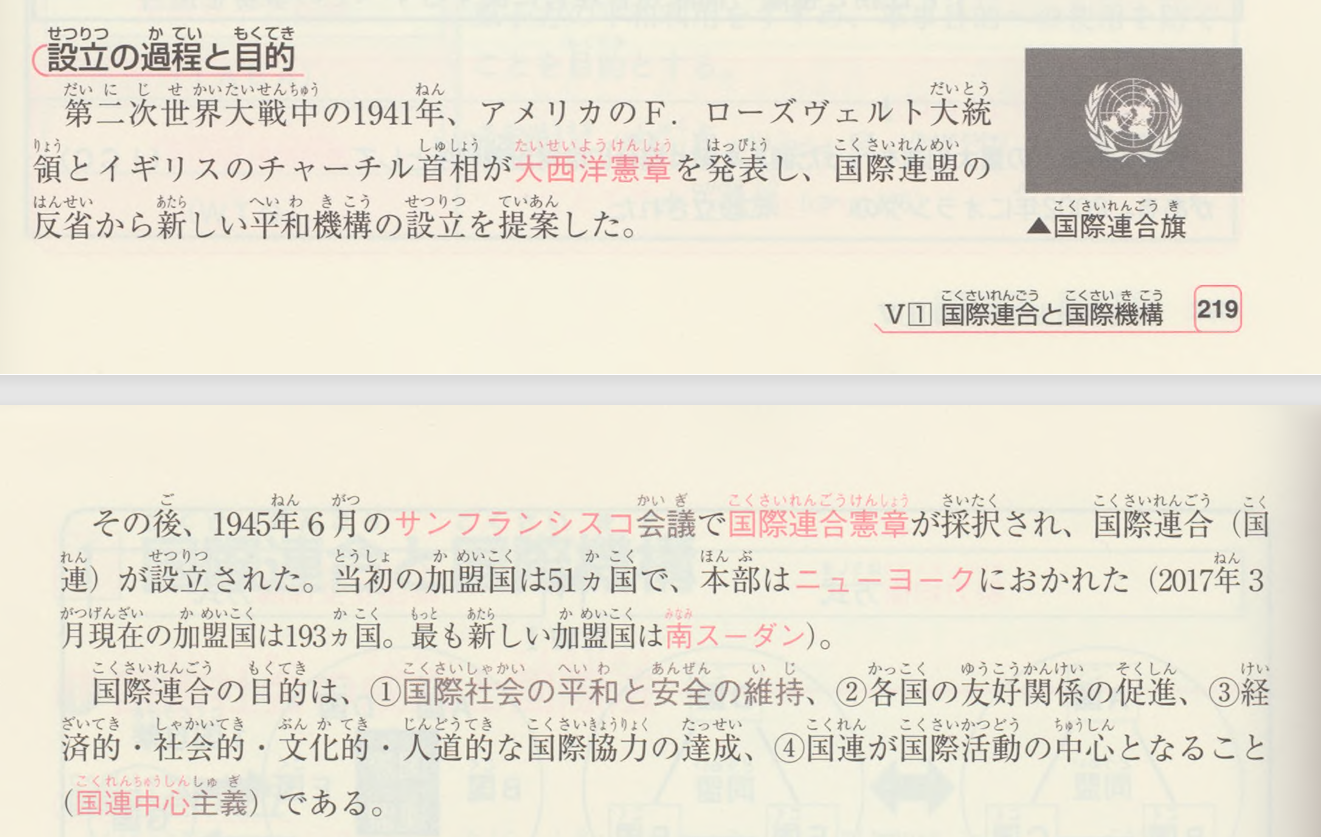 設立の過程と目的
第二次世界大戦中の1941年、アメリカのF．ローズヴェルト大統
領とイギリスのチャーチル首相が大西洋憲章を発表し、国際連盟の
反省から新しい平和機構の設立を提案した。
▲国際連合旗
Ⅴ1 国際連合と国際機構 219
その後、1945年6月のサンフランシスコ会議で国際連合憲章が採択され、国際連合（国
連）が設立された。当初の加盟国は51ヵ国で、本部はニューヨークにおかれた（2017年3
月現在の加盟国は193ヵ国。最も新しい加盟国は南スーダン）。
国際連合の目的は、①国際社会の平和と安全の維持、②各国の友好関係の促進、③経
済的・社会的・文化的・人道的な国際協力の達成、④国連が国際活動の中心となること
（国連中心主義）である。